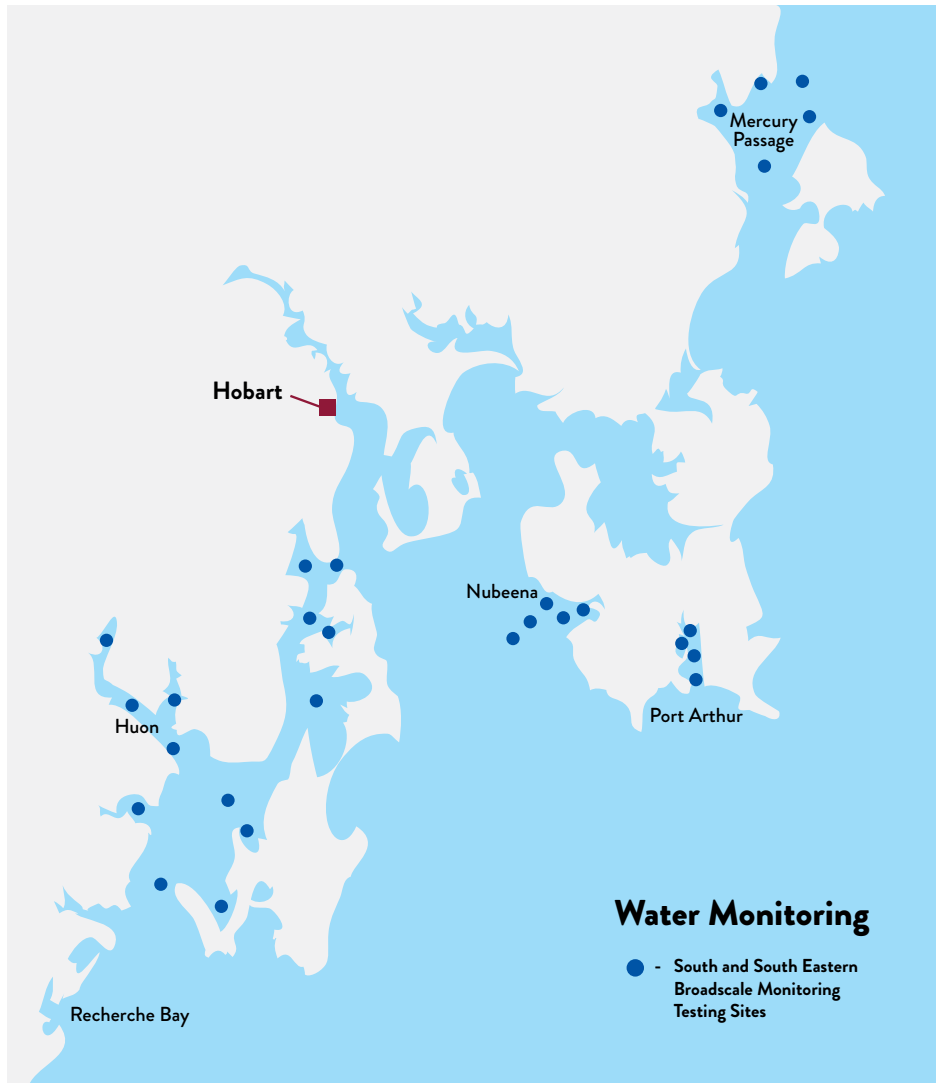 Mercury
Passage
Hobart
Nubeena
Port Arthur
Huon
Water Monitoring
- South and South Eastern
Broadscale Monitoring
Testing Sites
Recherche Bay